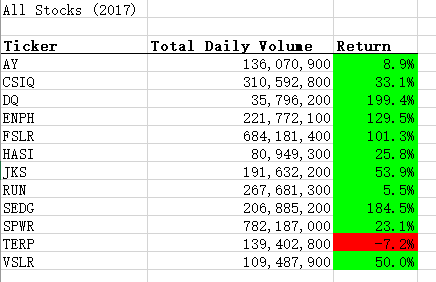 All Stocks (2017)
Ticker Total Daily Volume Return
AY 136,070,900 8.9%
CSIQ 310,592,800 33.1%
DQ 35,796,200 199.4%
ENPH 221,772,100 129.5%
FSLR 684,181,400 101.3%
HASI 80,949,300 25.8%
JKS 191,632,200 53.9%
RUN 267,681,300 5.5%
SEDG 206,885,200 184.5%
SPWR 782,187,000 23.1%
TERP 139,402,800 -7.2%
VSLR 109,487,900 50.0%